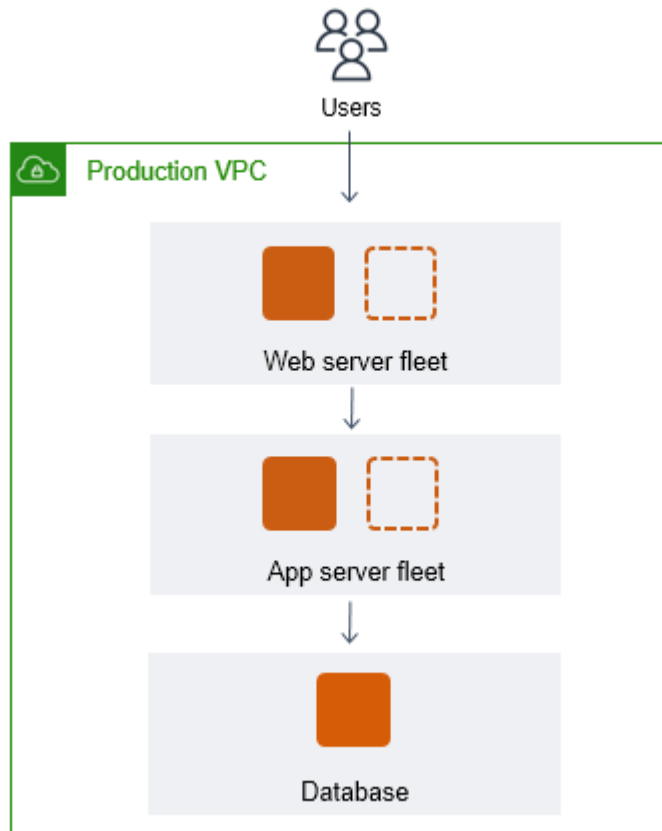 Users
Production VPC
Web server fleet
App server fleet
Database